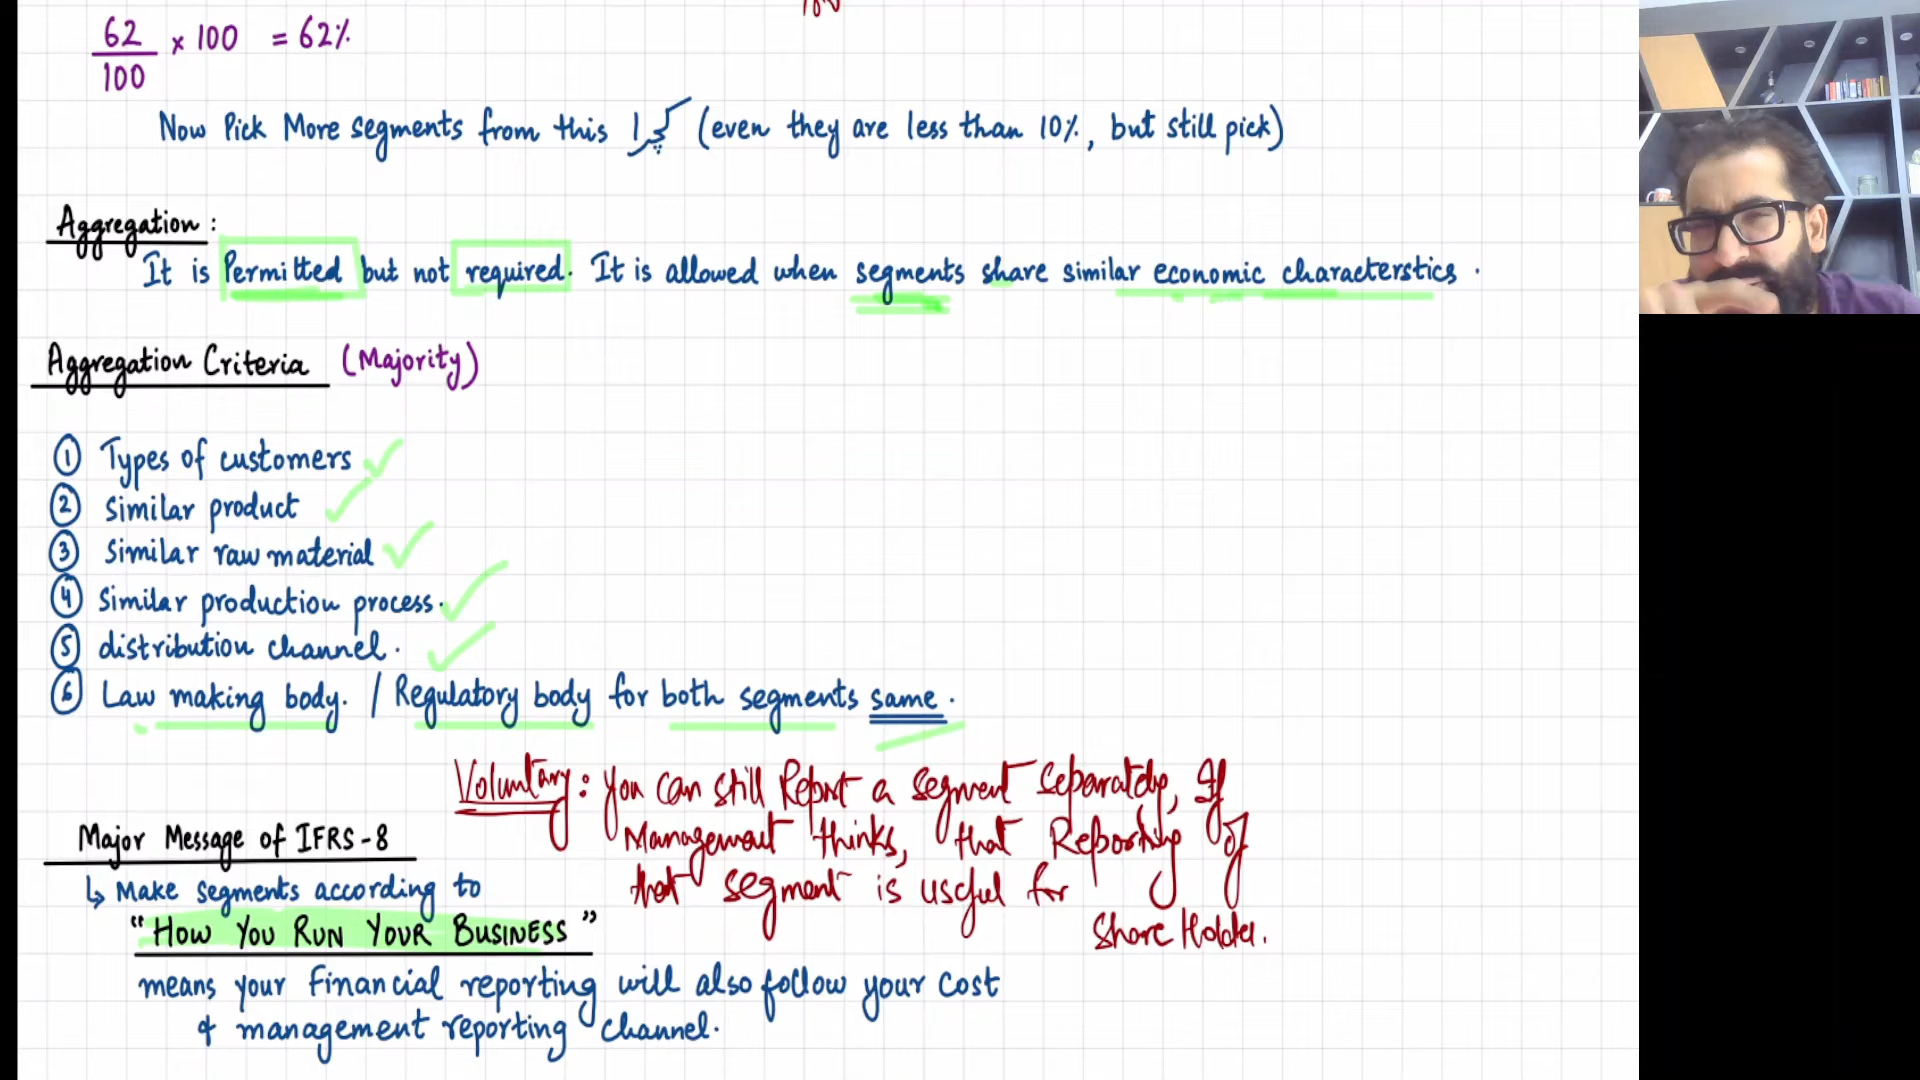 62/100 × 100 = 62%
Now Pick More segments from this (even they are less than 10%, but still pick)
Aggregation :
It is Permitted but not required. It is allowed when segments share similar economic characterstics .
Aggregation Criteria (Majority)
① Types of customers
② Similar product
③ Similar raw material
④ Similar production process.
⑤ distribution channel.
⑥ Law making body. / Regulatory body for both segments same.
Voluntary: you can still Report a segment separately, If
Management thinks, that Reporting of
that segment is useful for
Share Holder.
Major Message of IFRS-8
↳ Make segments according to
“HOW YOU RUN YOUR BUSINESS”
means your financial reporting will also follow your cost
& management reporting channel.